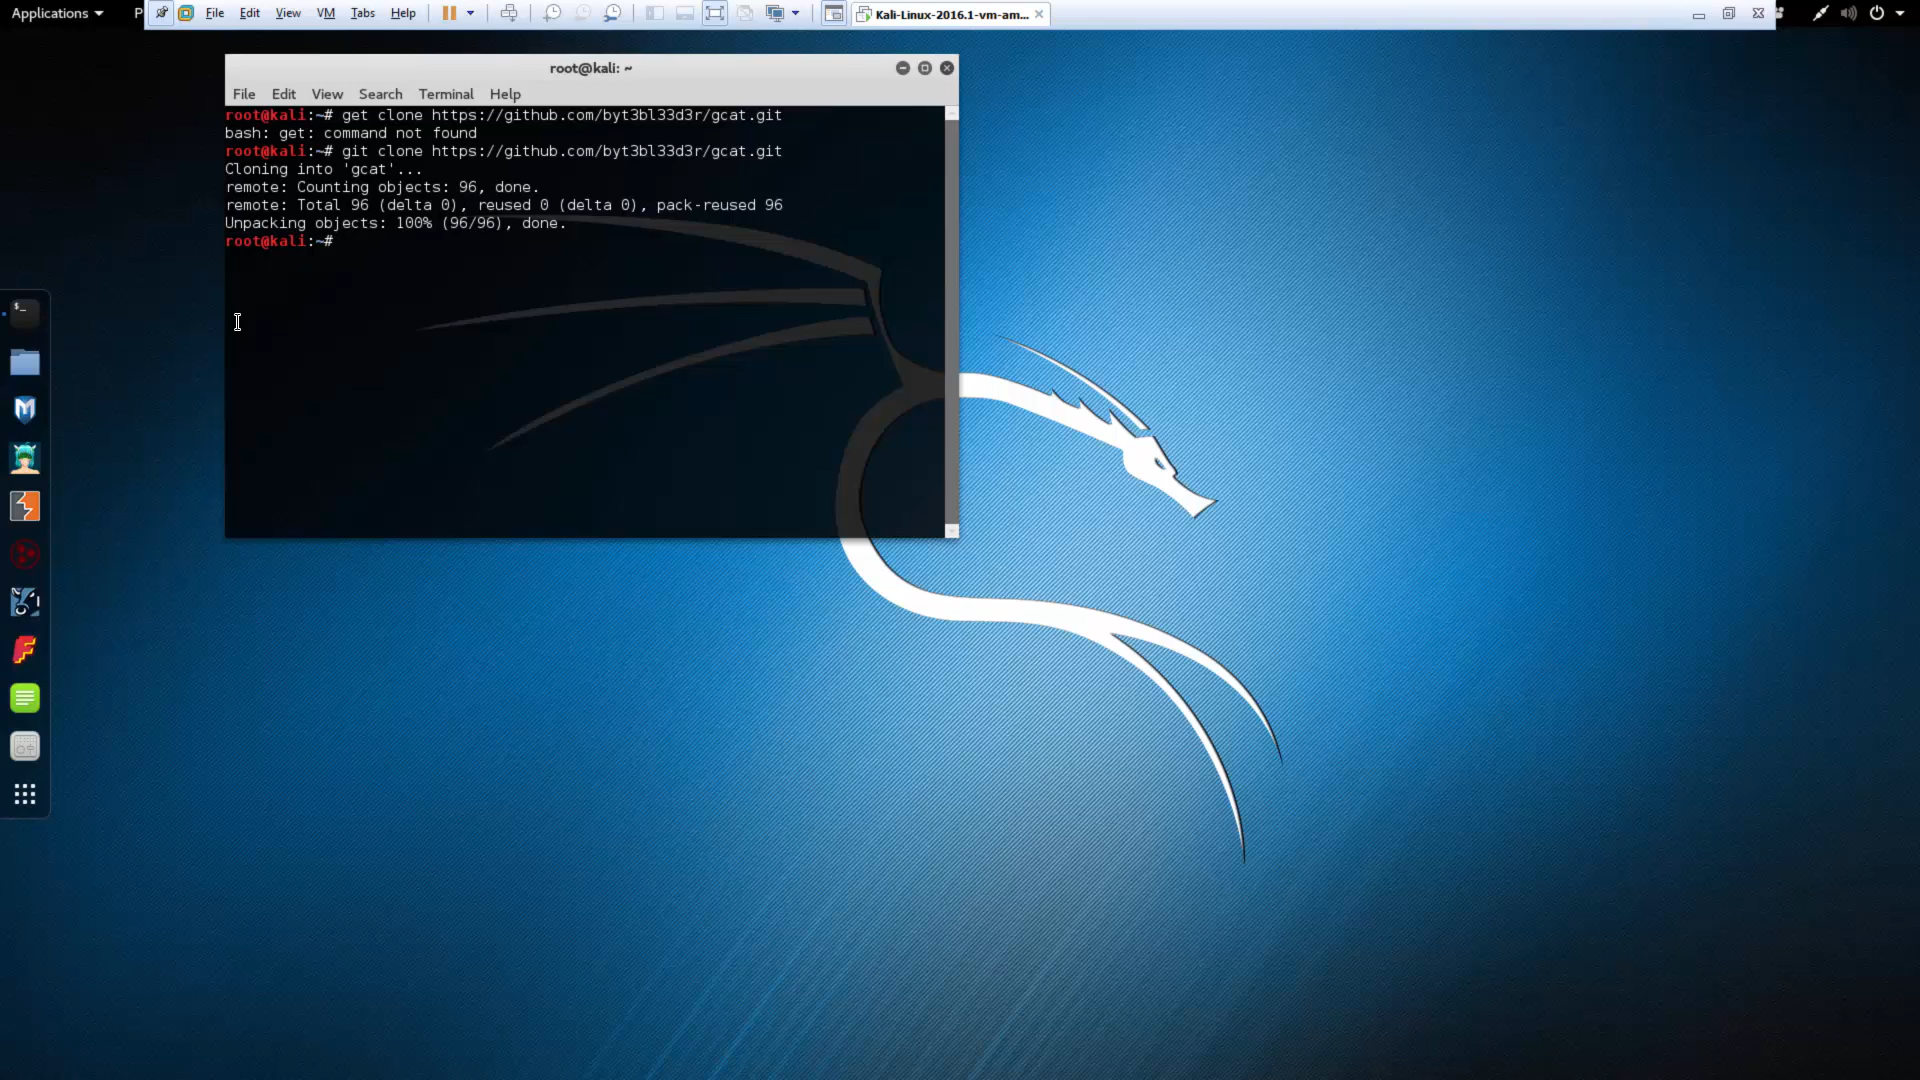 Applications
P
File Edit View VM Tabs Help
Kali-Linux-2016.1-vm-am...
root@kali: ~
File Edit View Search Terminal Help
root@kali:~# get clone https://github.com/byt3bl33d3r/gcat.git
bash: get: command not found
root@kali:~# git clone https://github.com/byt3bl33d3r/gcat.git
Cloning into 'gcat'...
remote: Counting objects: 96, done.
remote: Total 96 (delta 0), reused 0 (delta 0), pack-reused 96
Unpacking objects: 100% (96/96), done.
root@kali:~#